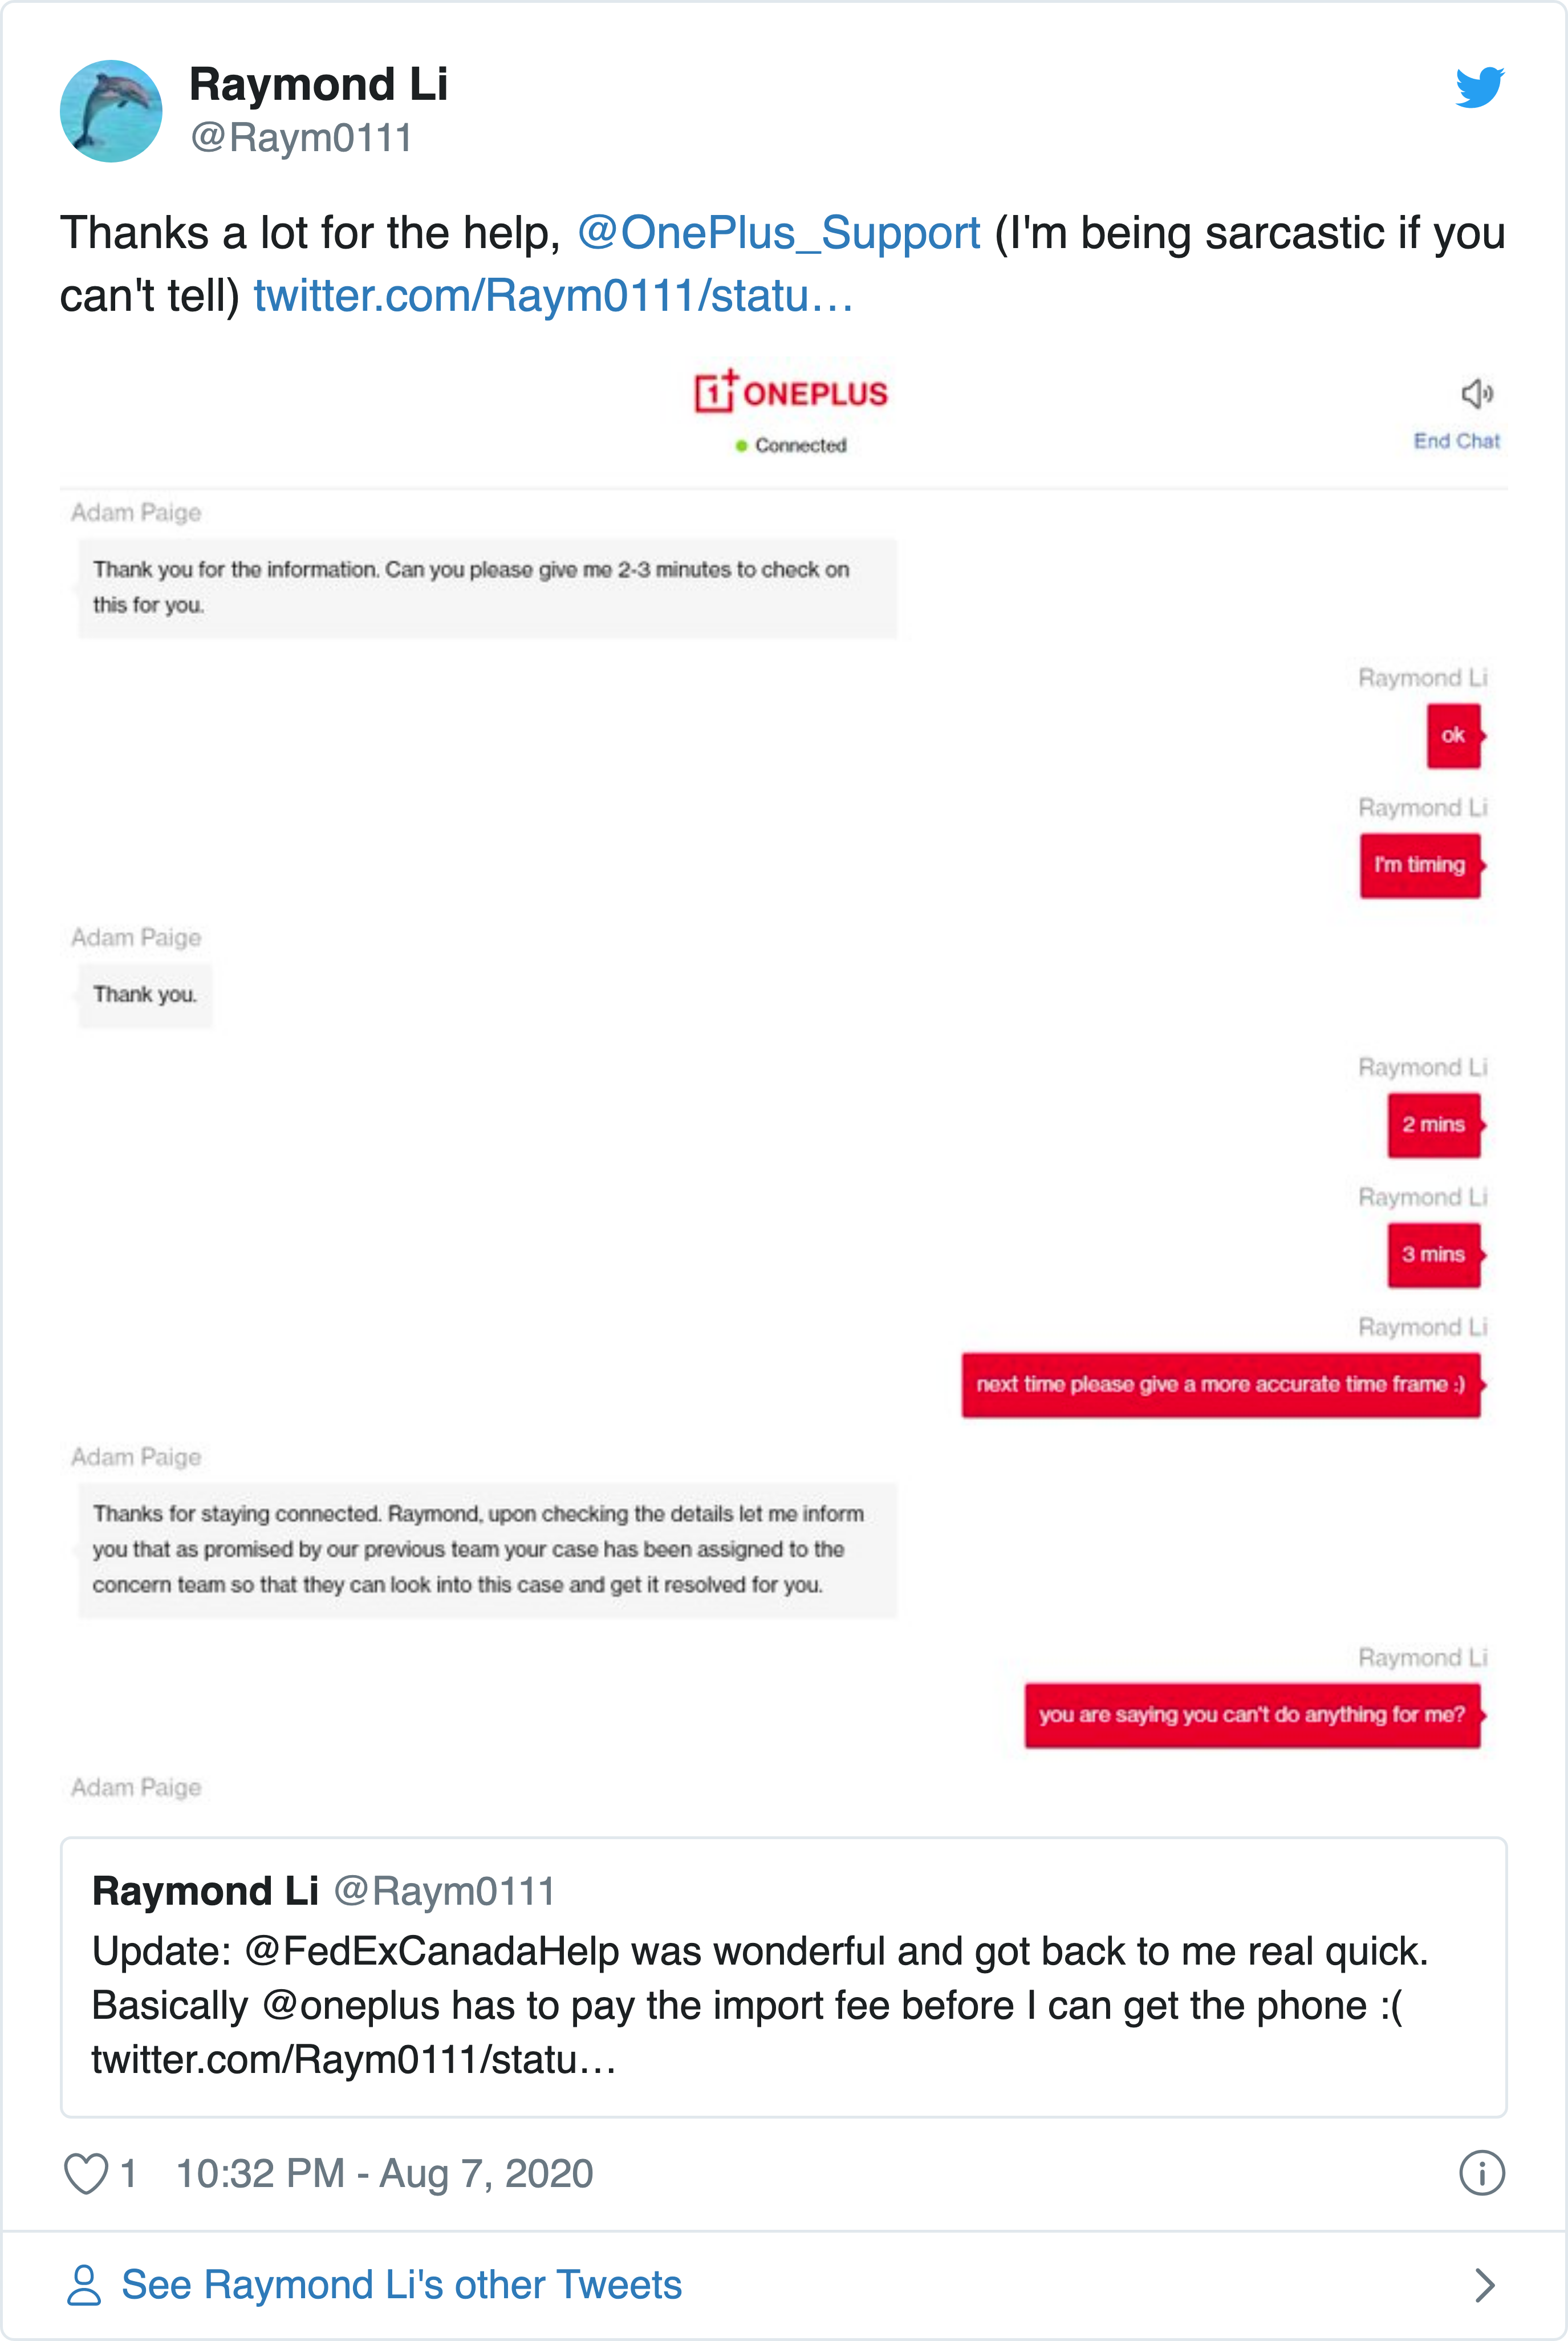 Raymond Li
@Raym0111
Thanks a lot for the help, @OnePlus_Support (I'm being sarcastic if you
can't tell) twitter.com/Raym0111/statu…
1+ ONEPLUS
Connected
End Chat
Adam Paige
Thank you for the information. Can you please give me 2-3 minutes to check on
this for you.
Raymond Li
ok
Raymond Li
I'm timing
Adam Paige
Thank you.
Raymond Li
2 mins
Raymond Li
3 mins
Raymond Li
next time please give a more accurate time frame :)
Adam Paige
Thanks for staying connected. Raymond, upon checking the details let me inform
you that as promised by our previous team your case has been assigned to the
concern team so that they can look into this case and get it resolved for you.
Raymond Li
you are saying you can't do anything for me?
Adam Paige
Raymond Li @Raym0111
Update: @FedExCanadaHelp was wonderful and got back to me real quick.
Basically @oneplus has to pay the import fee before I can get the phone :(
twitter.com/Raym0111/statu…
1 10:32 PM - Aug 7, 2020
See Raymond Li's other Tweets